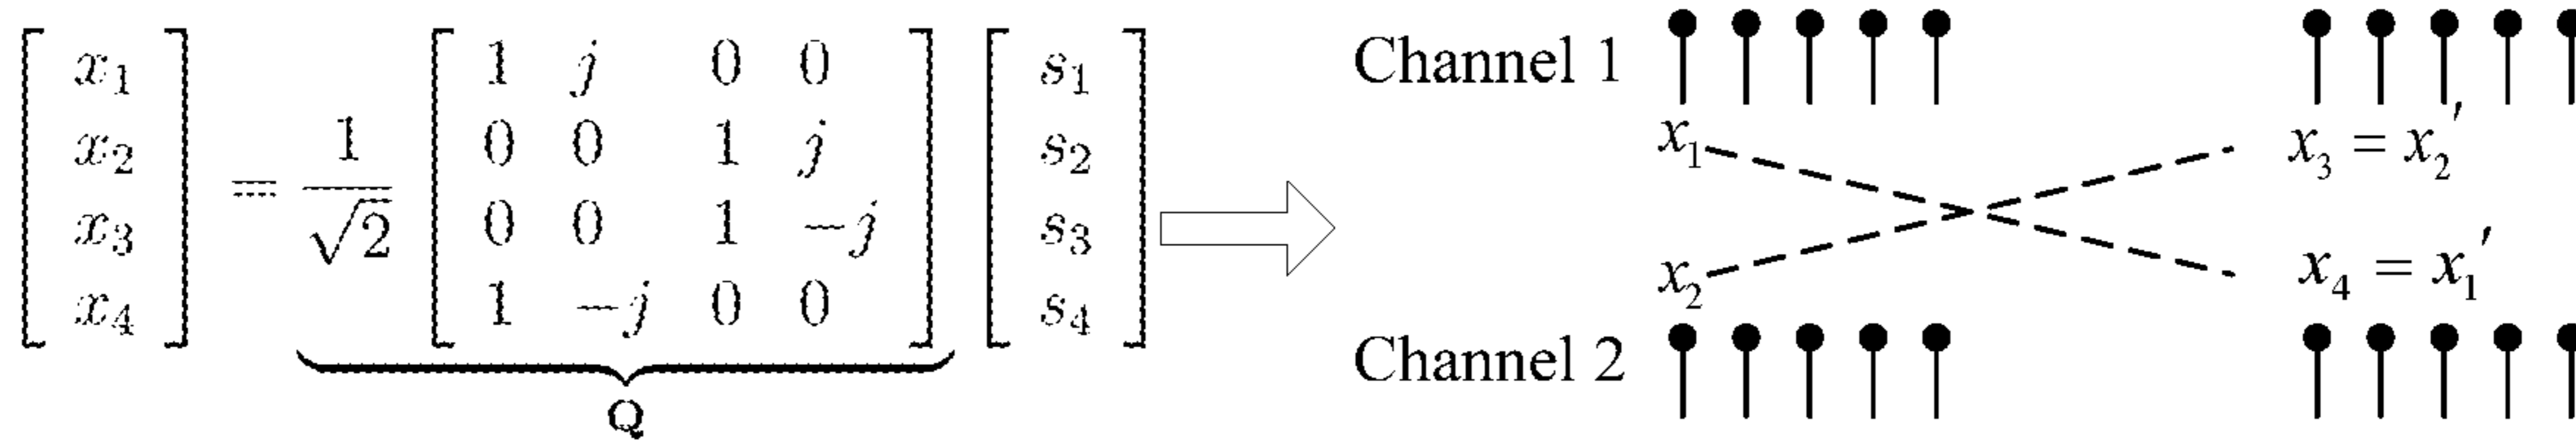 [ x₁ x₂ x₃ x₄ ] = 1/√2 [ 1 j 0 0 ; 0 0 1 j ; 0 0 1 −j ; 1 −j 0 0 ] [ s₁ s₂ s₃ s₄ ]
Q
Channel 1
x₁ x₃ = x₂′
x₂ x₄ = x₁′
Channel 2